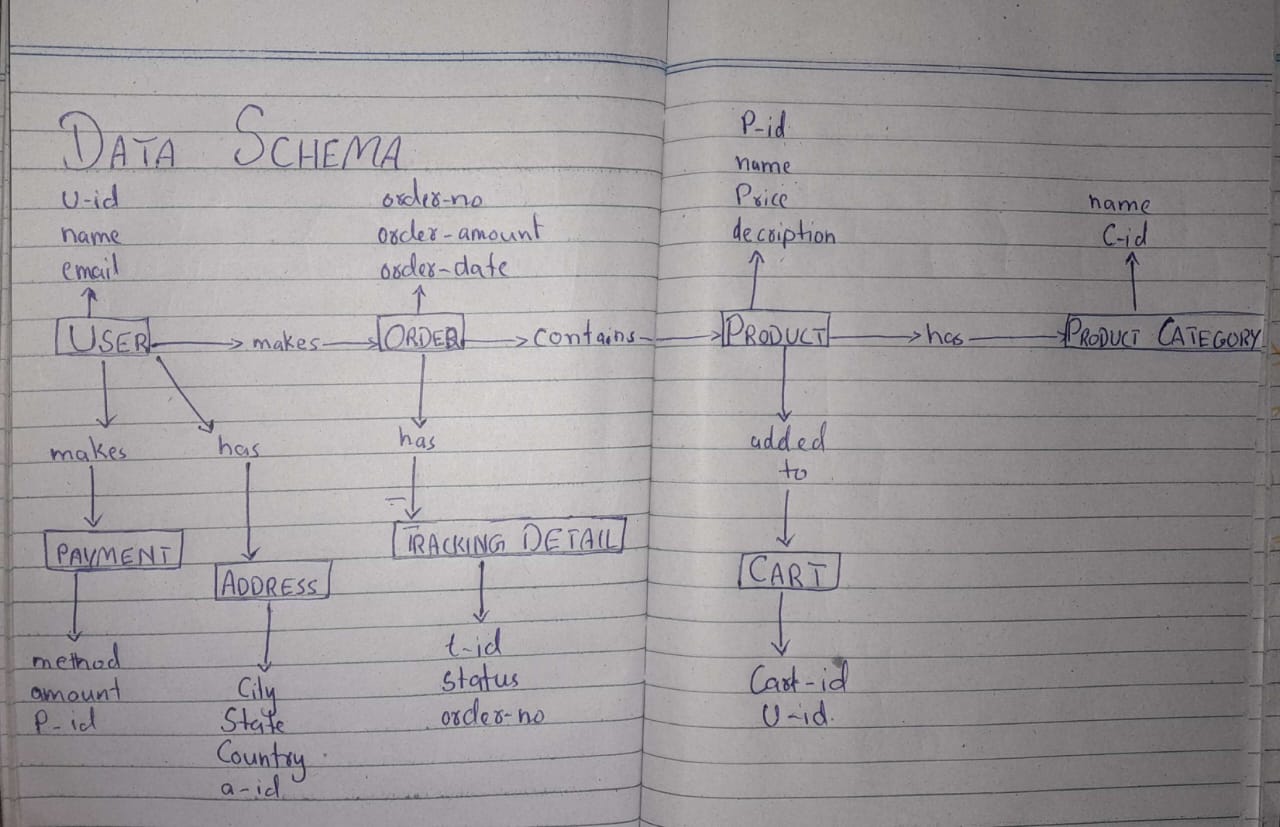 DATA SCHEMA
U-id
name
email
order-no
order-amount
order-date
P-id
name
Price
decription
name
C-id
USER makes ORDER contains PRODUCT has PRODUCT CATEGORY
makes
has
has
added
to
PAYMENT
ADDRESS
TRACKING DETAIL
CART
method
amount
P-id
City
State
Country
a-id
t-id
Status
order-no
Cart-id
U-id